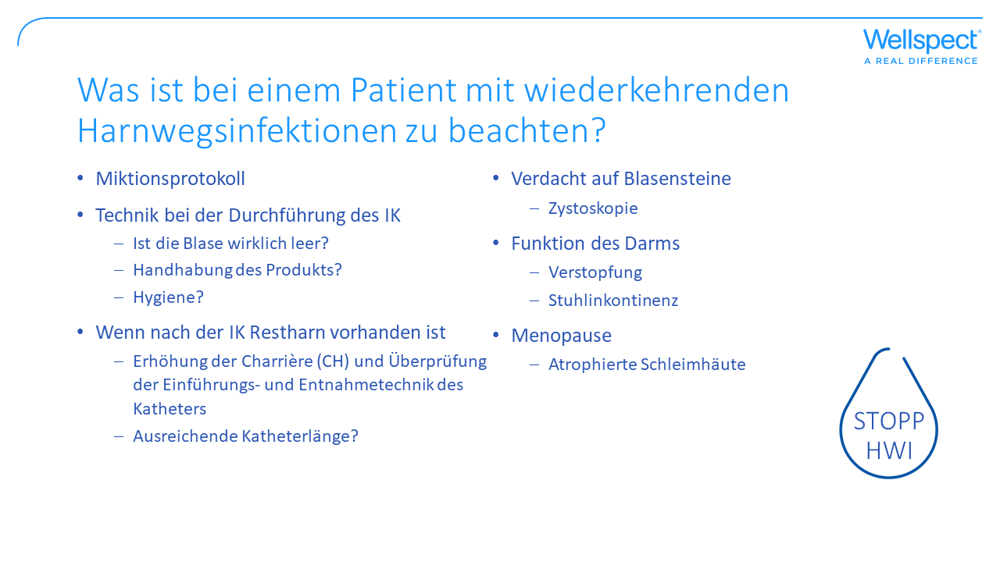 Wellspect®
A REAL DIFFERENCE
Was ist bei einem Patient mit wiederkehrenden
Harnwegsinfektionen zu beachten?
• Miktionsprotokoll
• Technik bei der Durchführung des IK
– Ist die Blase wirklich leer?
– Handhabung des Produkts?
– Hygiene?
• Wenn nach der IK Restharn vorhanden ist
– Erhöhung der Charrière (CH) und Überprüfung
der Einführungs- und Entnahmetechnik des
Katheters
– Ausreichende Katheterlänge?
• Verdacht auf Blasensteine
– Zystoskopie
• Funktion des Darms
– Verstopfung
– Stuhlinkontinenz
• Menopause
– Atrophierte Schleimhäute
STOPP
HWI